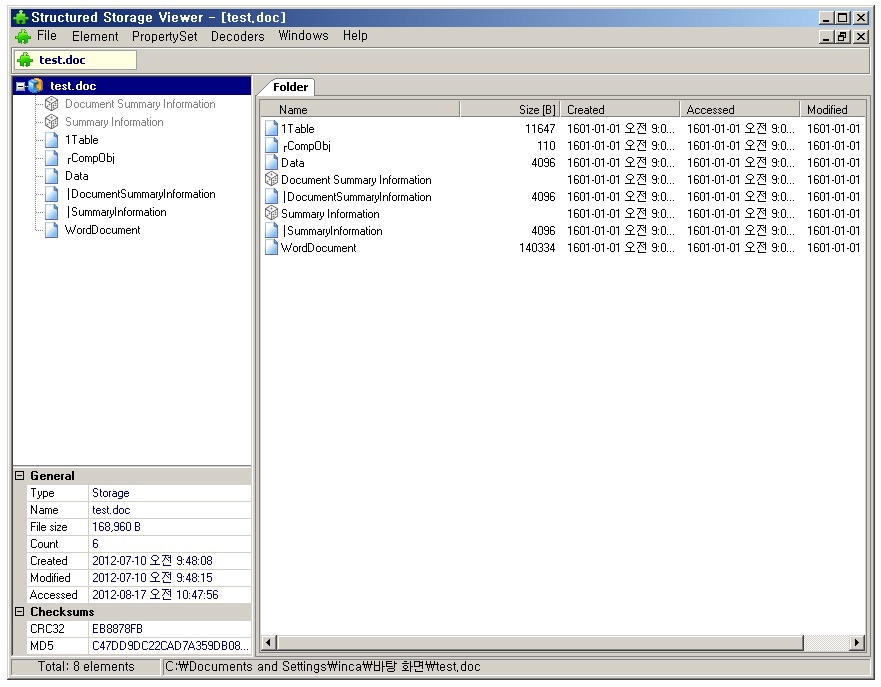 Structured Storage Viewer - [test.doc]
File Element PropertySet Decoders Windows Help
test.doc
test.doc
Document Summary Information
Summary Information
1Table
┌CompObj
Data
|DocumentSummaryInformation
|SummaryInformation
WordDocument
General
Type Storage
Name test.doc
File size 168,960 B
Count 6
Created 2012-07-10 오전 9:48:08
Modified 2012-07-10 오전 9:48:15
Accessed 2012-08-17 오전 10:47:56
Checksums
CRC32 EB8878FB
MD5 C47DD9DC22CAD7A359DB08...
Folder
Name Size [B] Created Accessed Modified
1Table 11647 1601-01-01 오전 9:0... 1601-01-01 오전 9:0... 1601-01-01
┌CompObj 110 1601-01-01 오전 9:0... 1601-01-01 오전 9:0... 1601-01-01
Data 4096 1601-01-01 오전 9:0... 1601-01-01 오전 9:0... 1601-01-01
Document Summary Information 1601-01-01 오전 9:0... 1601-01-01 오전 9:0... 1601-01-01
|DocumentSummaryInformation 4096 1601-01-01 오전 9:0... 1601-01-01 오전 9:0... 1601-01-01
Summary Information 1601-01-01 오전 9:0... 1601-01-01 오전 9:0... 1601-01-01
|SummaryInformation 4096 1601-01-01 오전 9:0... 1601-01-01 오전 9:0... 1601-01-01
WordDocument 140334 1601-01-01 오전 9:0... 1601-01-01 오전 9:0... 1601-01-01
Total: 8 elements C:₩Documents and Settings₩inca₩바탕 화면₩test.doc